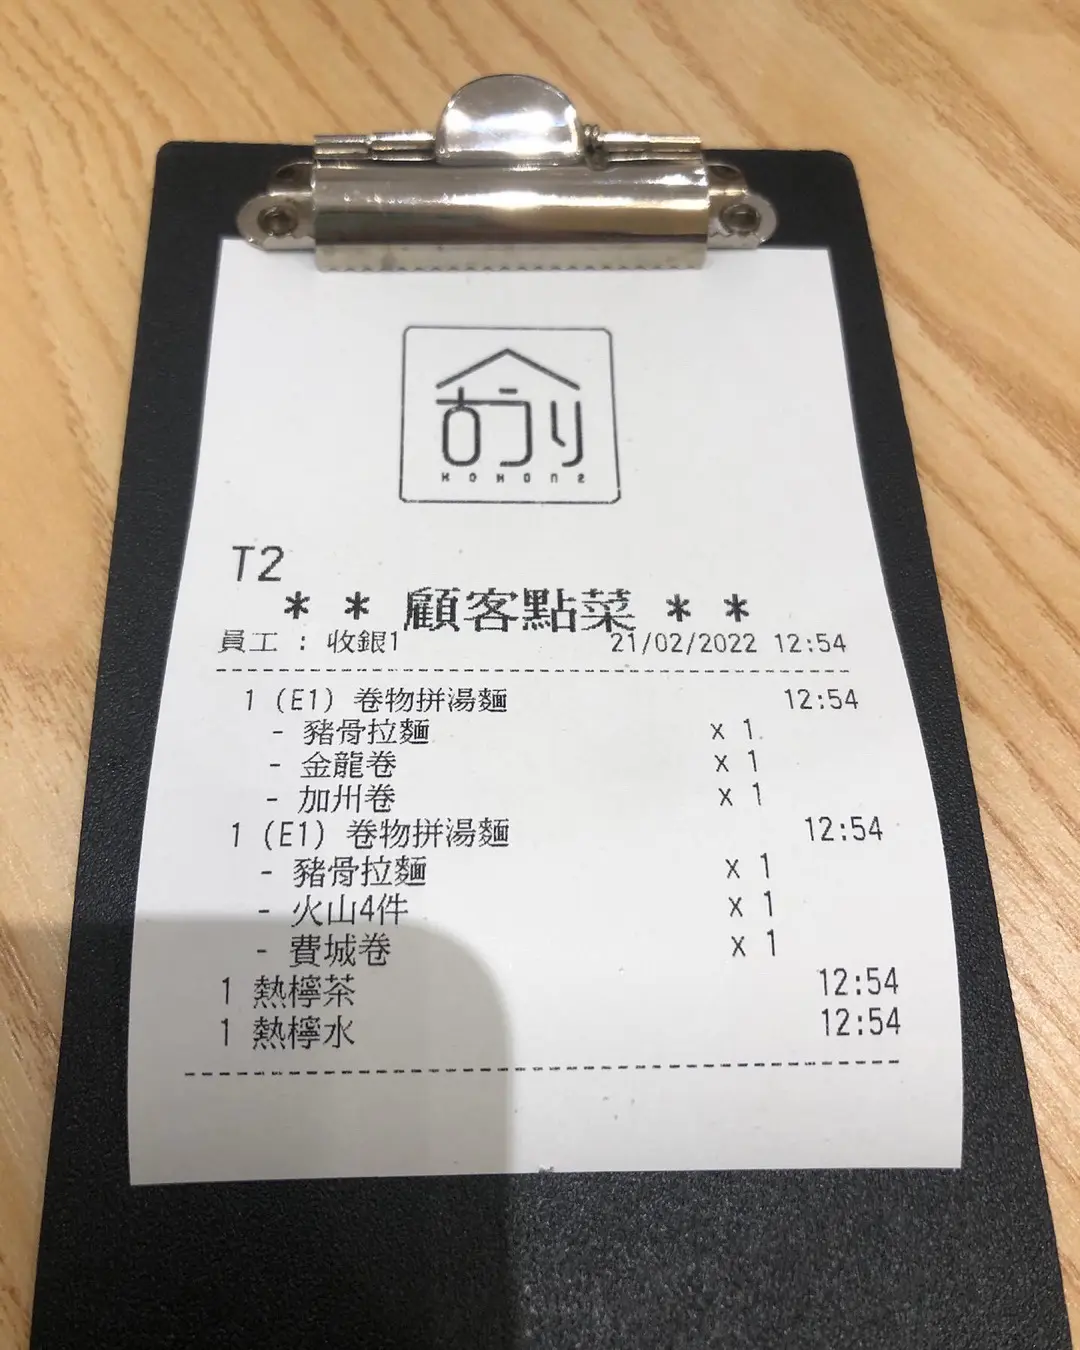 古うり
KOHONE
T2
* * 顧客點菜 * *
員工 : 收銀1 21/02/2022 12:54
1 (E1) 卷物拼湯麵 12:54
- 豬骨拉麵 x 1
- 金龍卷 x 1
- 加州卷 x 1
1 (E1) 卷物拼湯麵 12:54
- 豬骨拉麵 x 1
- 火山4件 x 1
- 費城卷 x 1
1 熱檸茶 12:54
1 熱檸水 12:54